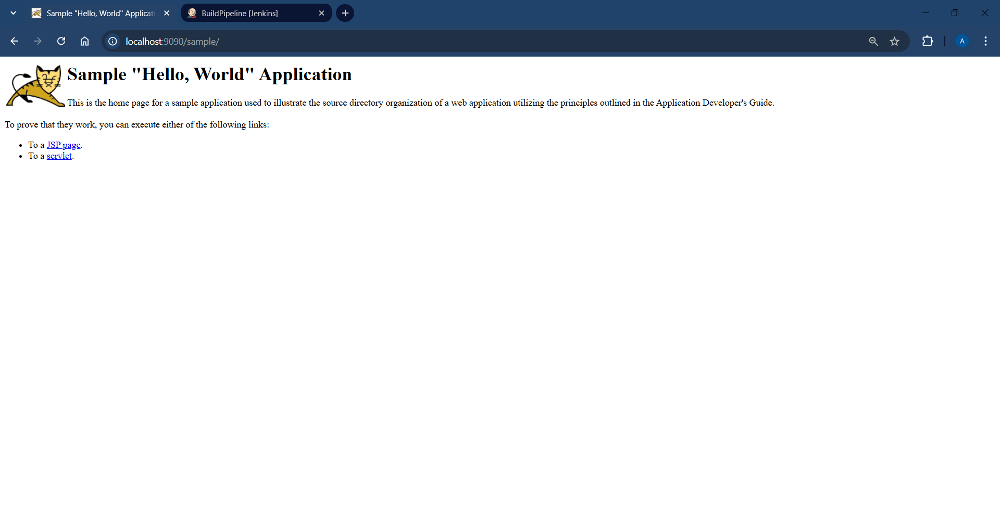 Sample "Hello, World" Applicati
BuildPipeline [Jenkins]
localhost:9090/sample/
A
Sample "Hello, World" Application
This is the home page for a sample application used to illustrate the source directory organization of a web application utilizing the principles outlined in the Application Developer's Guide.
To prove that they work, you can execute either of the following links:
• To a JSP page.
• To a servlet.